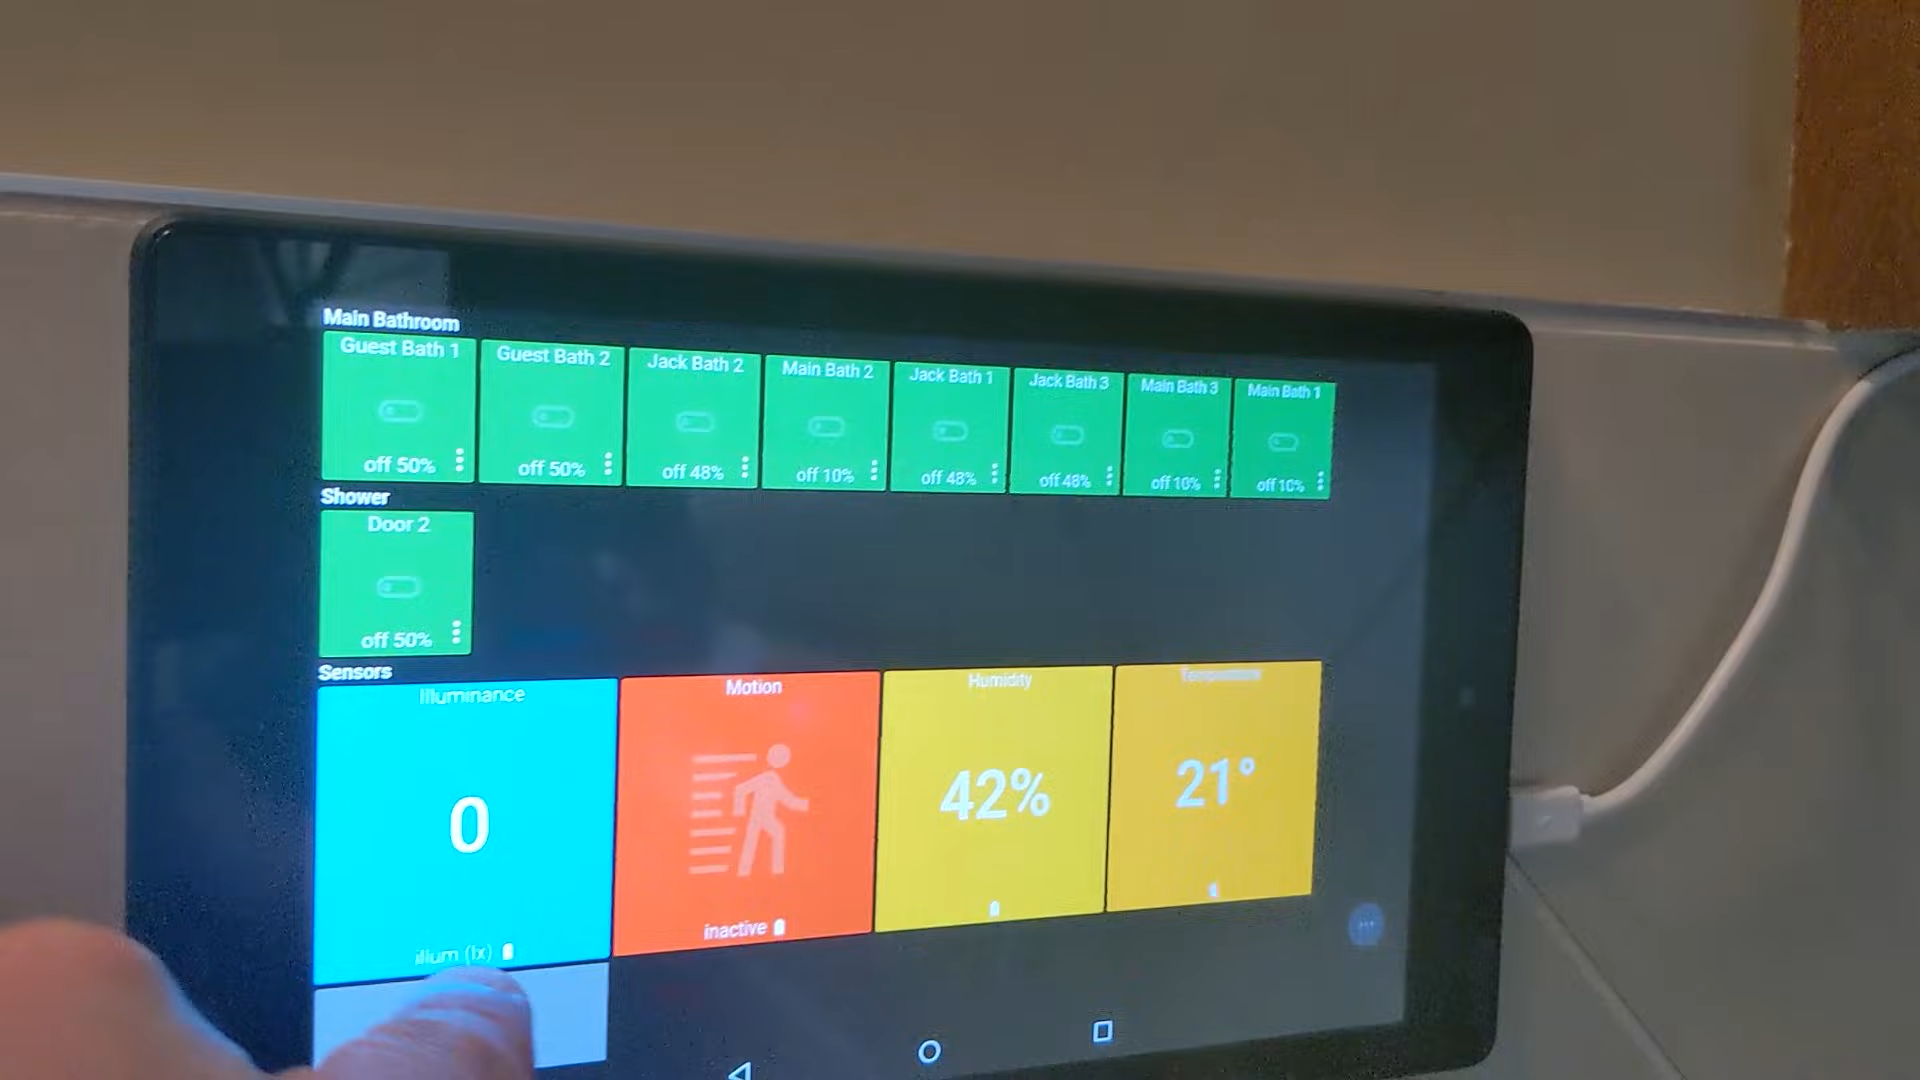 Main Bathroom
Guest Bath 1 Guest Bath 2 Jack Bath 2 Main Bath 2 Jack Bath 1 Jack Bath 3 Main Bath 3 Main Bath 1
off 50% off 50% off 48% off 10% off 48% off 48% off 10% off 10%
Shower
Door 2
off 50%
Sensors
Illuminance Motion Humidity Temperature
0 42% 21°
illum (lx) inactive